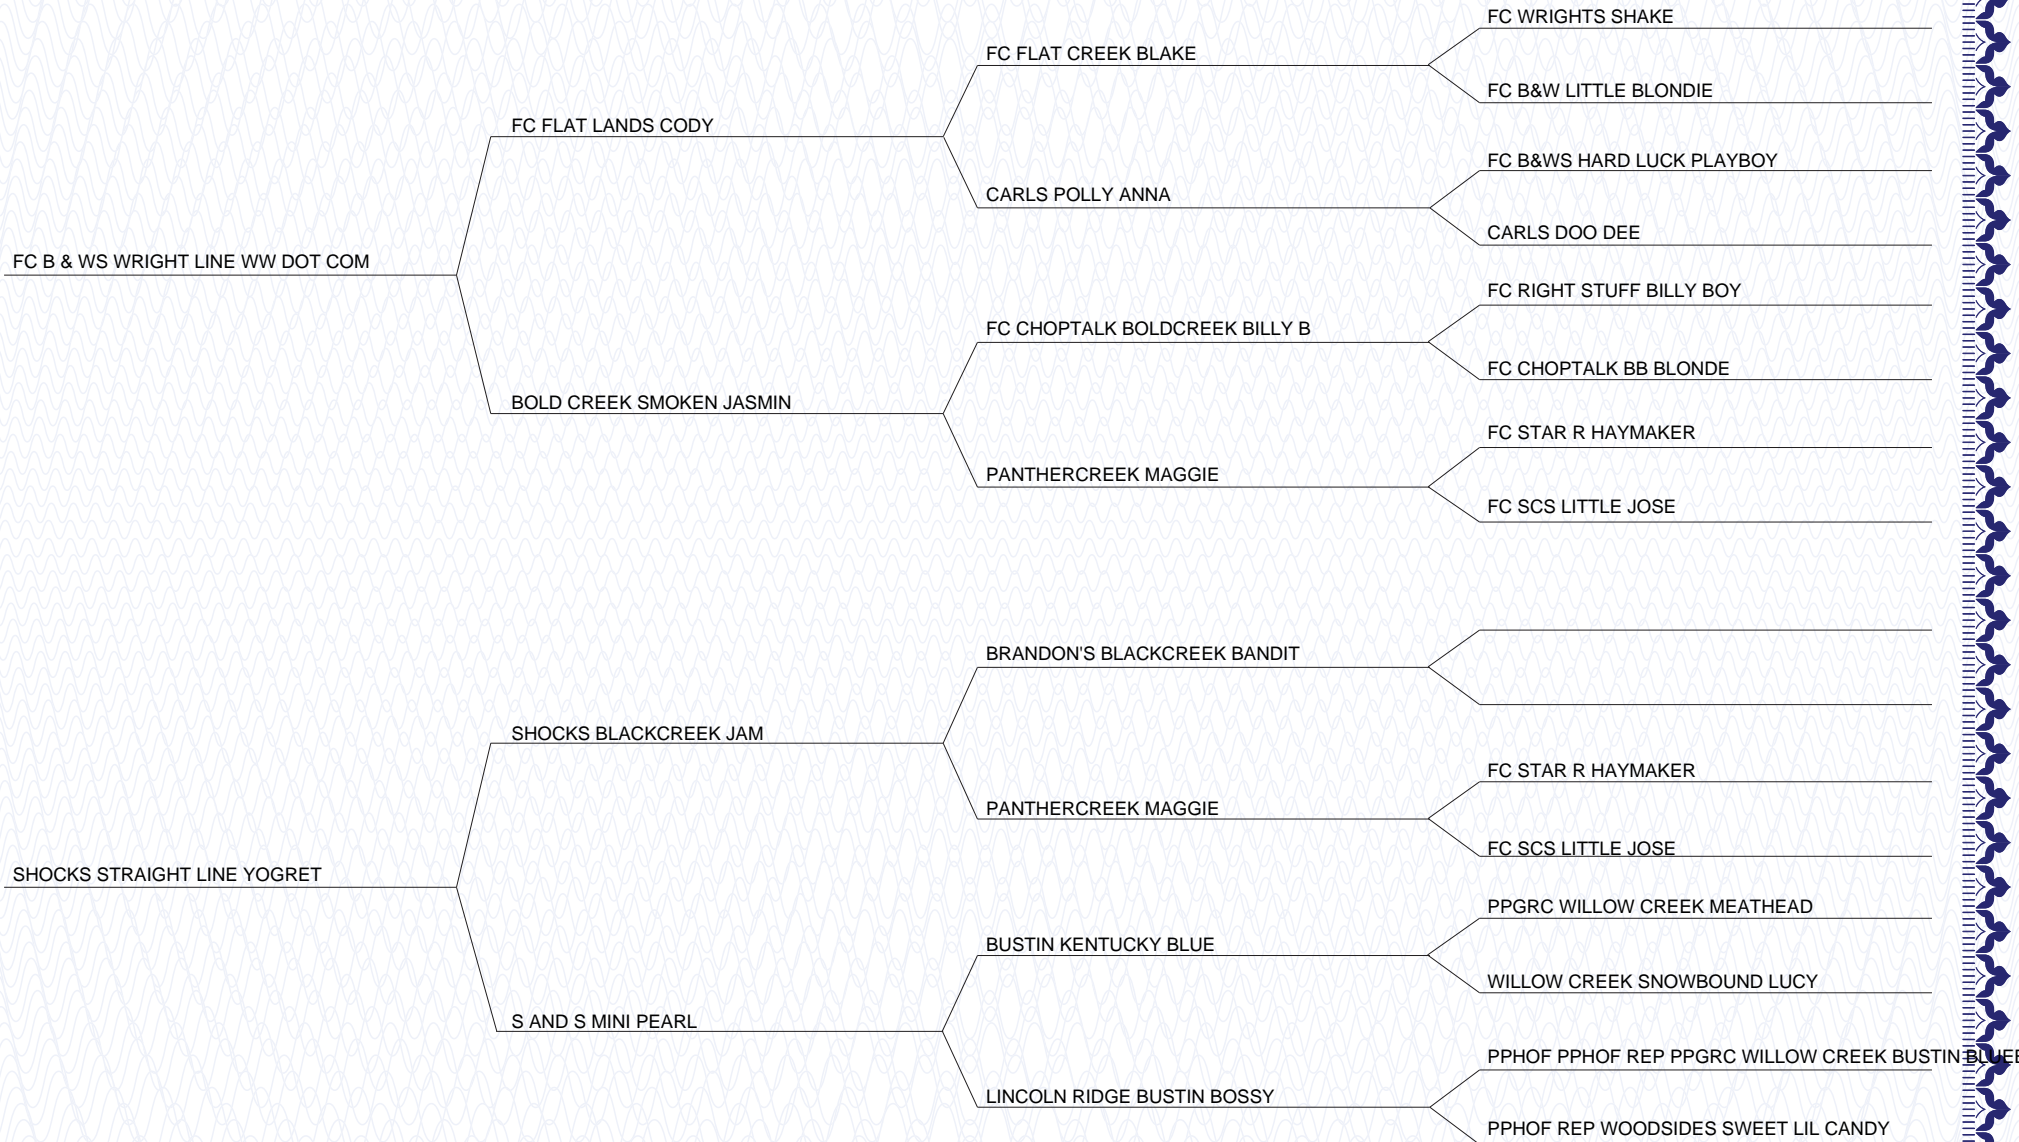 FC WRIGHTS SHAKE
FC FLAT CREEK BLAKE
FC B&W LITTLE BLONDIE
FC FLAT LANDS CODY
FC B&WS HARD LUCK PLAYBOY
CARLS POLLY ANNA
CARLS DOO DEE
FC B & WS WRIGHT LINE WW DOT COM
FC RIGHT STUFF BILLY BOY
FC CHOPTALK BOLDCREEK BILLY B
FC CHOPTALK BB BLONDE
BOLD CREEK SMOKEN JASMIN
FC STAR R HAYMAKER
PANTHERCREEK MAGGIE
FC SCS LITTLE JOSE
BRANDON'S BLACKCREEK BANDIT
SHOCKS BLACKCREEK JAM
FC STAR R HAYMAKER
PANTHERCREEK MAGGIE
FC SCS LITTLE JOSE
SHOCKS STRAIGHT LINE YOGRET
PPGRC WILLOW CREEK MEATHEAD
BUSTIN KENTUCKY BLUE
WILLOW CREEK SNOWBOUND LUCY
S AND S MINI PEARL
PPHOF PPHOF REP PPGRC WILLOW CREEK BUSTIN
LINCOLN RIDGE BUSTIN BOSSY
PPHOF REP WOODSIDES SWEET LIL CANDY